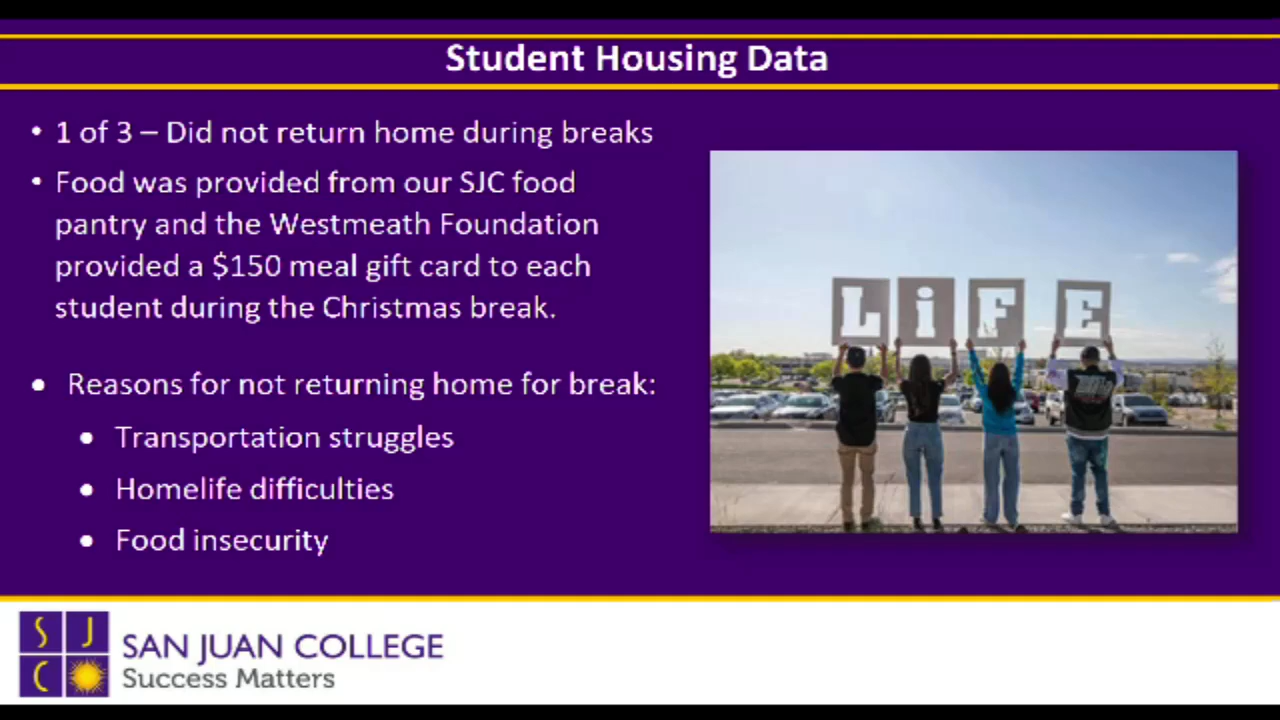 Student Housing Data
• 1 of 3 – Did not return home during breaks
• Food was provided from our SJC food
pantry and the Westmeath Foundation
provided a $150 meal gift card to each
student during the Christmas break.
• Reasons for not returning home for break:
• Transportation struggles
• Homelife difficulties
• Food insecurity
LiFE
S J
C
SAN JUAN COLLEGE
Success Matters